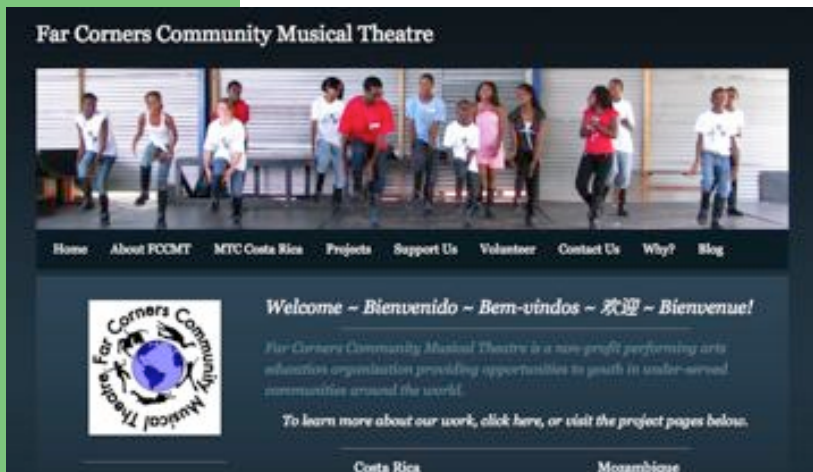 Far Corners Community Musical Theatre
Home About FCCMT MTC Costa Rica Projects Support Us Volunteer Contact Us Why? Blog
Far Corners Community Musical Theatre
Welcome ~ Bienvenido ~ Bem-vindos ~ 欢迎 ~ Bienvenue!
Far Corners Community Musical Theatre is a non-profit performing arts
education organization providing opportunities to youth in under-served
communities around the world.
To learn more about our work, click here, or visit the project pages below.
Costa Rica Mozambique